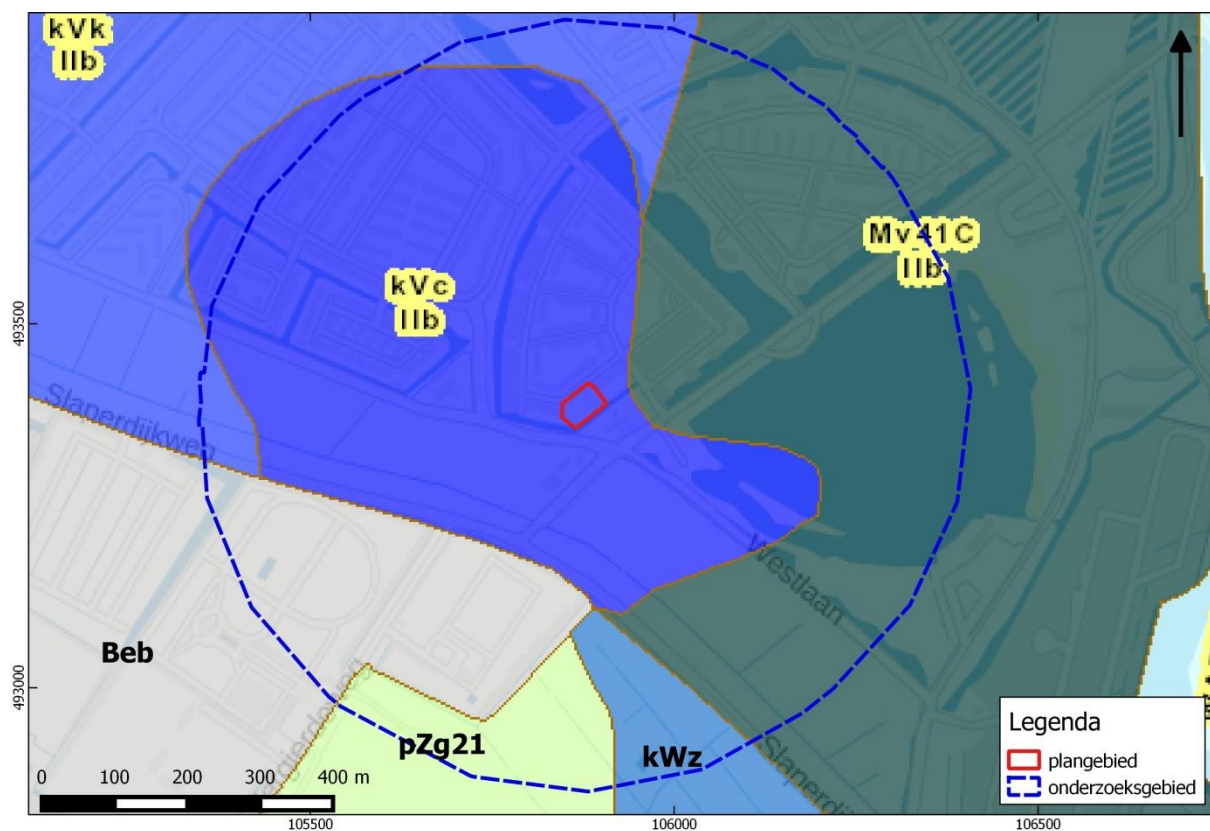 kVk
IIb
Mv41C
IIb
kVc
IIb
Slaperdijkweg
Westlaan
Beb
pZg21
kWz
Slaperdijk
493500
493000
0 100 200 300 400 m
105500
106000
106500
Legenda
plangebied
onderzoeksgebied